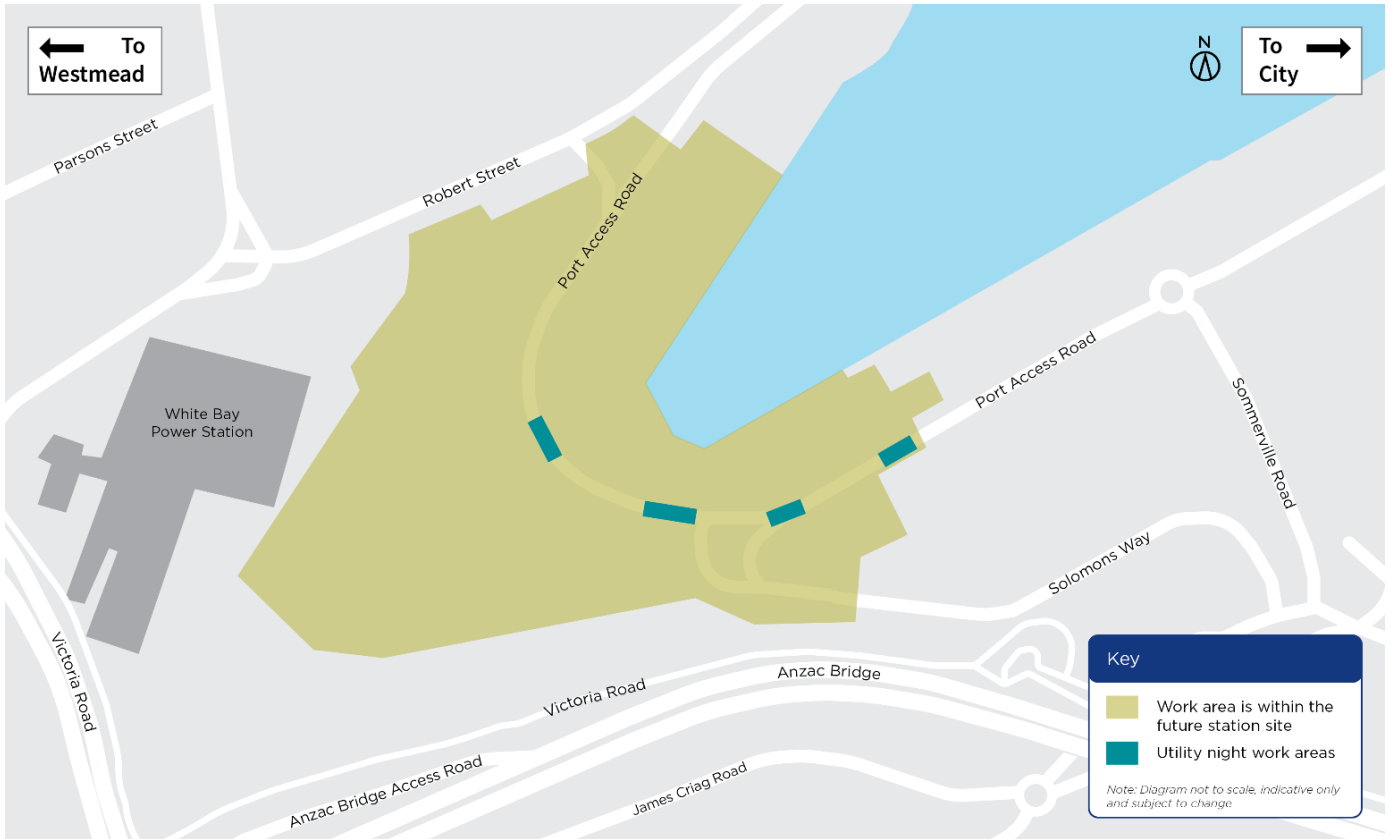 To
Westmead
N
To
City
Parsons Street
Robert Street
Port Access Road
White Bay
Power Station
Port Access Road
Sommerville Road
Solomons Way
Victoria Road
Victoria Road
Anzac Bridge
Anzac Bridge Access Road
James Criag Road
Key
Work area is within the
future station site
Utility night work areas
Note: Diagram not to scale, indicative only
and subject to change